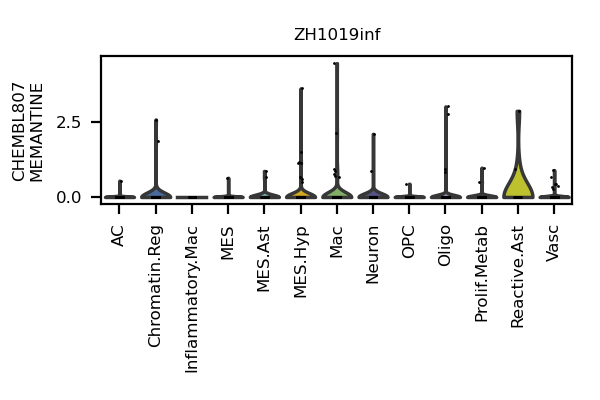 ZH1019inf
CHEMBL807
MEMANTINE
2.5
0.0
AC
Chromatin.Reg
Inflammatory.Mac
MES
MES.Ast
MES.Hyp
Mac
Neuron
OPC
Oligo
Prolif.Metab
Reactive.Ast
Vasc